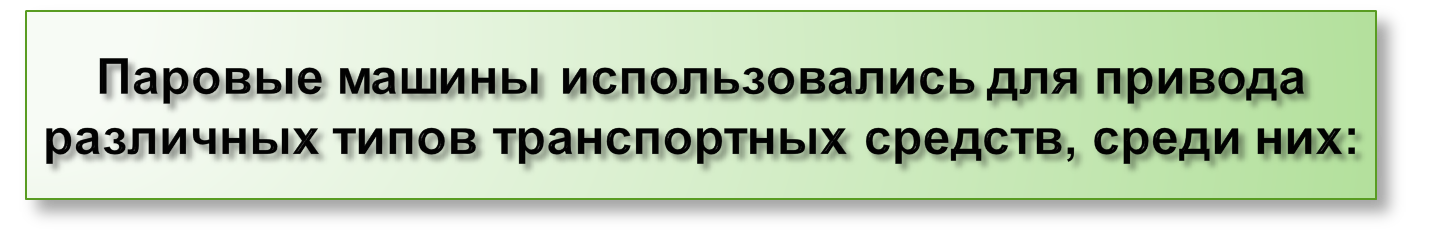 Паровые машины использовались для привода
различных типов транспортных средств, среди них: